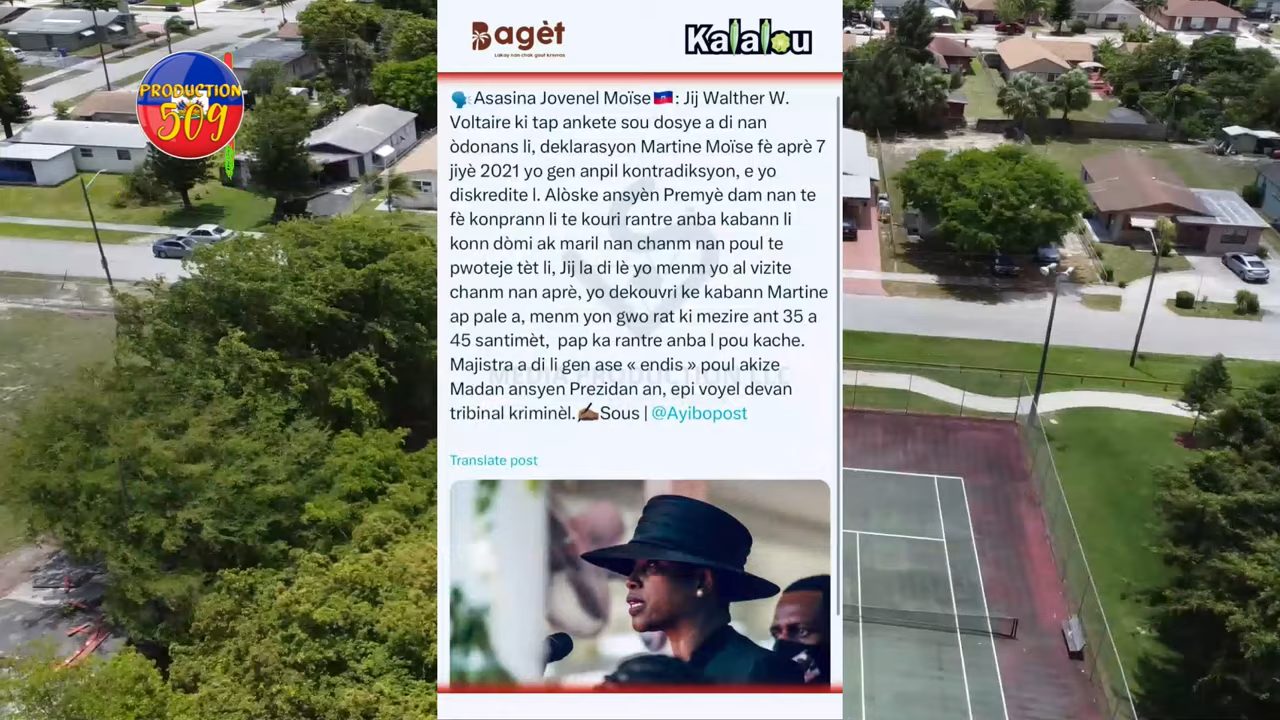 Bagèt
Lakay nan chak gout kremas
Kalalou
PRODUCTION
509
🗣️Asasina Jovenel Moïse 🇭🇹: Jij Walther W.
Voltaire ki tap ankete sou dosye a di nan
òdonans li, deklarasyon Martine Moïse fè aprè 7
jiyè 2021 yo gen anpil kontradiksyon, e yo
diskredite l. Alòske ansyèn Premyè dam nan te
fè konprann li te kouri rantre anba kabann li
konn dòmi ak maril nan chanm nan poul te
pwoteje tèt li, Jij la di lè yo menm yo al vizite
chanm nan aprè, yo dekouvri ke kabann Martine
ap pale a, menm yon gwo rat ki mezire ant 35 a
45 santimèt,  pap ka rantre anba l pou kache.
Majistra a di li gen ase « endis » poul akize
Madan ansyen Prezidan an, epi voyel devan
tribinal kriminèl.✍🏾Sous | @Ayibopost
Translate post